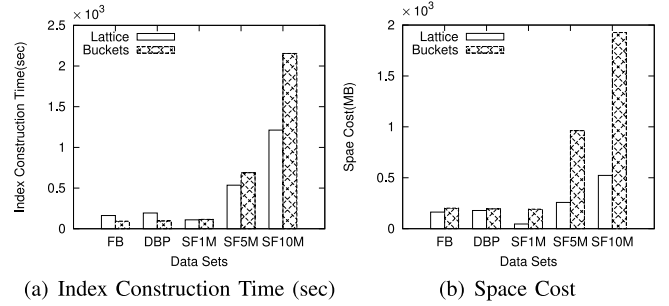 × 10³
2.5
2
1.5
1
0.5
0
Index Construction Time(sec)
Lattice
Buckets
FB DBP SF1M SF5M SF10M
Data Sets
(a) Index Construction Time (sec)
× 10³
2
1.5
1
0.5
0
Spae Cost(MB)
Lattice
Buckets
FB DBP SF1M SF5M SF10M
Data Sets
(b) Space Cost